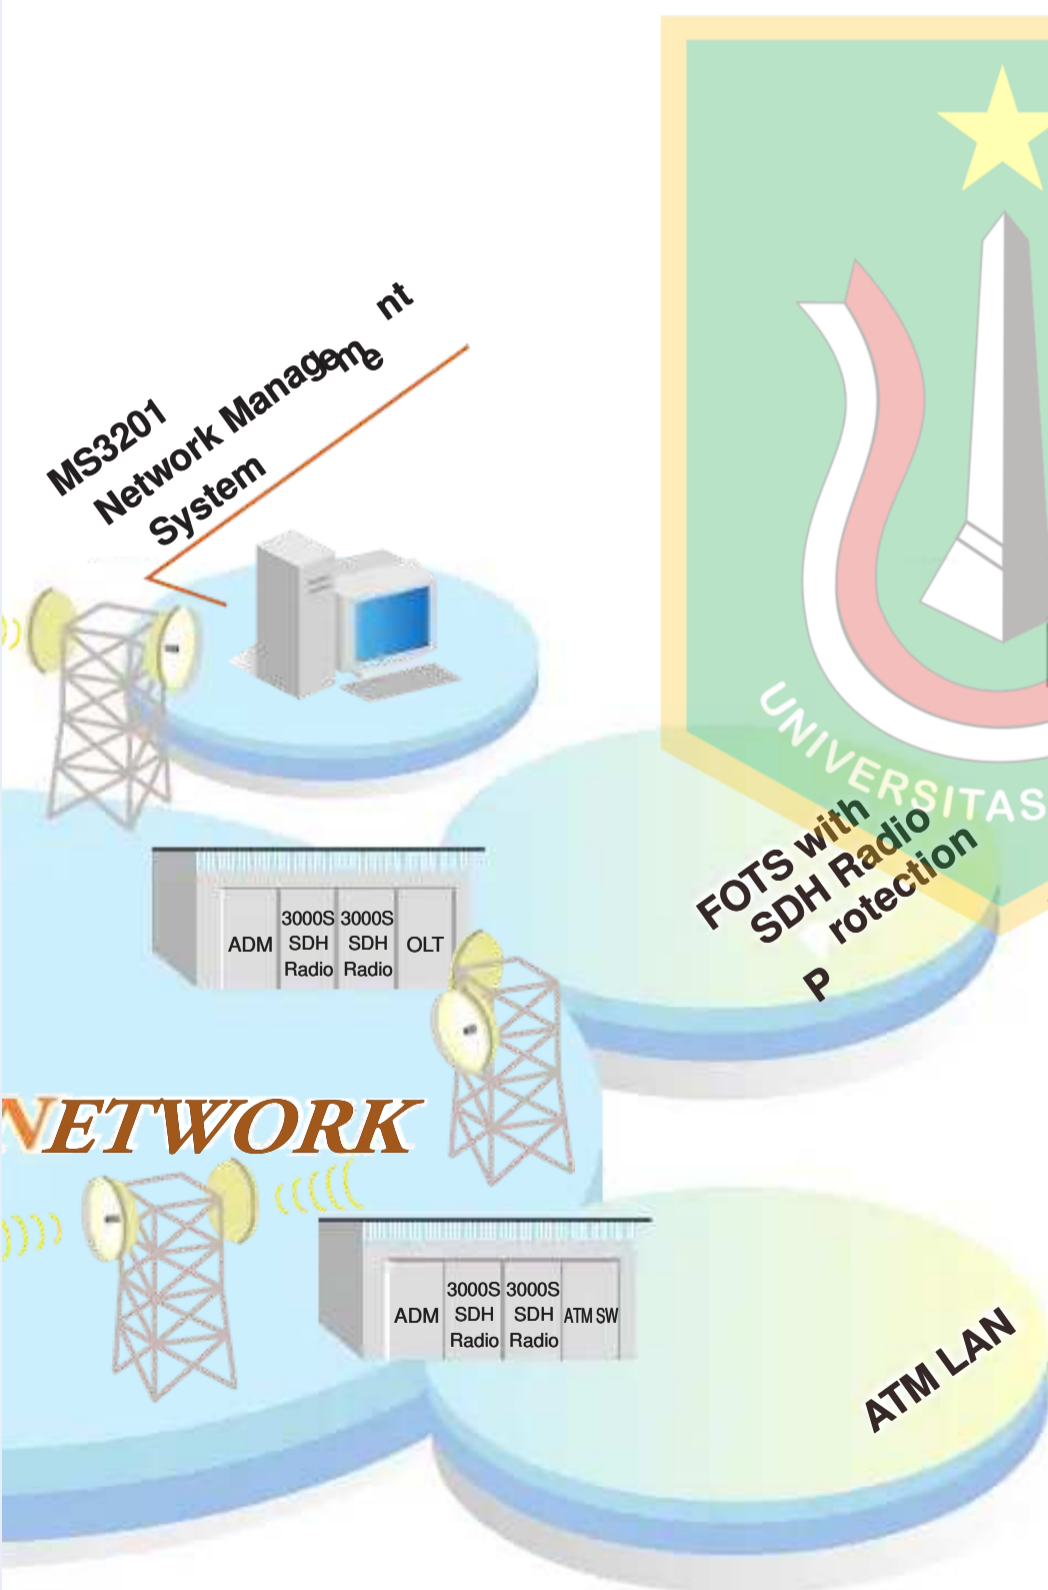 MS3201
Network Management
System
UNIVERSITAS
FOTS with
SDH Radio
Protection
ADM
3000S
SDH
Radio
3000S
SDH
Radio
OLT
NETWORK
ADM
3000S
SDH
Radio
3000S
SDH
Radio
ATM SW
ATM LAN